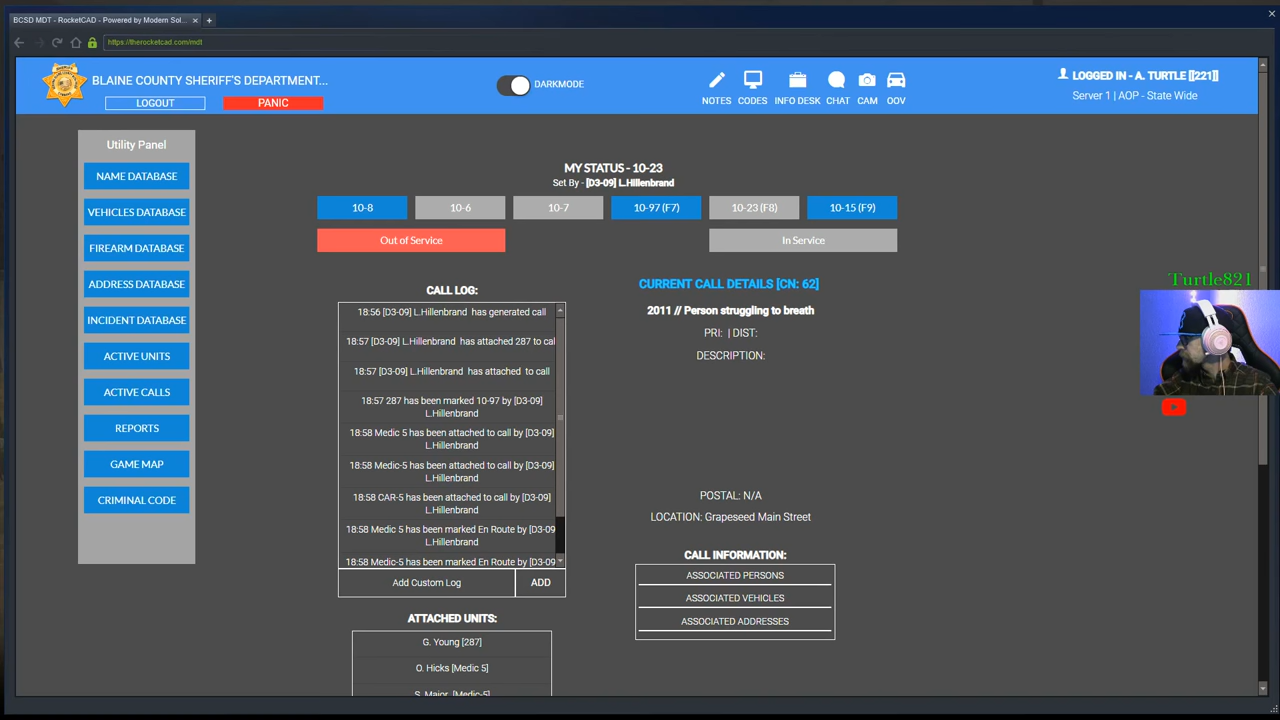 BCSD MDT - RocketCAD - Powered by Modern Sol...
https://therocketcad.com/mdt
BLAINE COUNTY SHERIFF'S DEPARTMENT...
LOGOUT
PANIC
DARKMODE
NOTES
CODES
INFO DESK
CHAT
CAM
OOV
LOGGED IN - A. TURTLE [[221]]
Server 1 | AOP - State Wide
Utility Panel
NAME DATABASE
VEHICLES DATABASE
FIREARM DATABASE
ADDRESS DATABASE
INCIDENT DATABASE
ACTIVE UNITS
ACTIVE CALLS
REPORTS
GAME MAP
CRIMINAL CODE
MY STATUS - 10-23
Set By - [D3-09] L.Hillenbrand
10-8
10-6
10-7
10-97 (F7)
10-23 (F8)
10-15 (F9)
Out of Service
In Service
CALL LOG:
18:56 [D3-09] L.Hillenbrand has generated call
18:57 [D3-09] L.Hillenbrand has attached 287 to cal
18:57 [D3-09] L.Hillenbrand has attached to call
18:57 287 has been marked 10-97 by [D3-09]
L.Hillenbrand
18:58 Medic 5 has been attached to call by [D3-09]
L.Hillenbrand
18:58 Medic-5 has been attached to call by [D3-09]
L.Hillenbrand
18:58 CAR-5 has been attached to call by [D3-09]
L.Hillenbrand
18:58 Medic 5 has been marked En Route by [D3-09
L.Hillenbrand
18:58 Medic-5 has been marked En Route by [D3-09
Add Custom Log
ADD
ATTACHED UNITS:
G. Young [287]
O. Hicks [Medic 5]
S. Major. [Medic-5]
CURRENT CALL DETAILS [CN: 62]
2011 // Person struggling to breath
PRI: | DIST:
DESCRIPTION:
POSTAL: N/A
LOCATION: Grapeseed Main Street
CALL INFORMATION:
ASSOCIATED PERSONS
ASSOCIATED VEHICLES
ASSOCIATED ADDRESSES
Turtle821